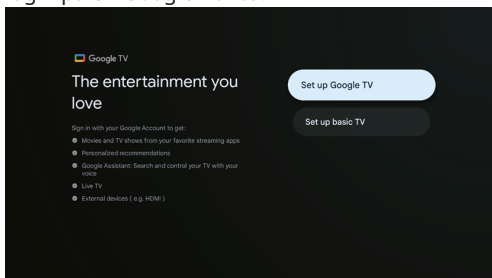 Google TV
The entertainment you
love
Sign in with your Google Account to get:
Movies and TV shows from your favorite streaming apps
Personalized recommendations
Google Assistant: Search and control your TV with your
voice
Live TV
External devices ( e.g. HDMI )
Set up Google TV
Set up basic TV